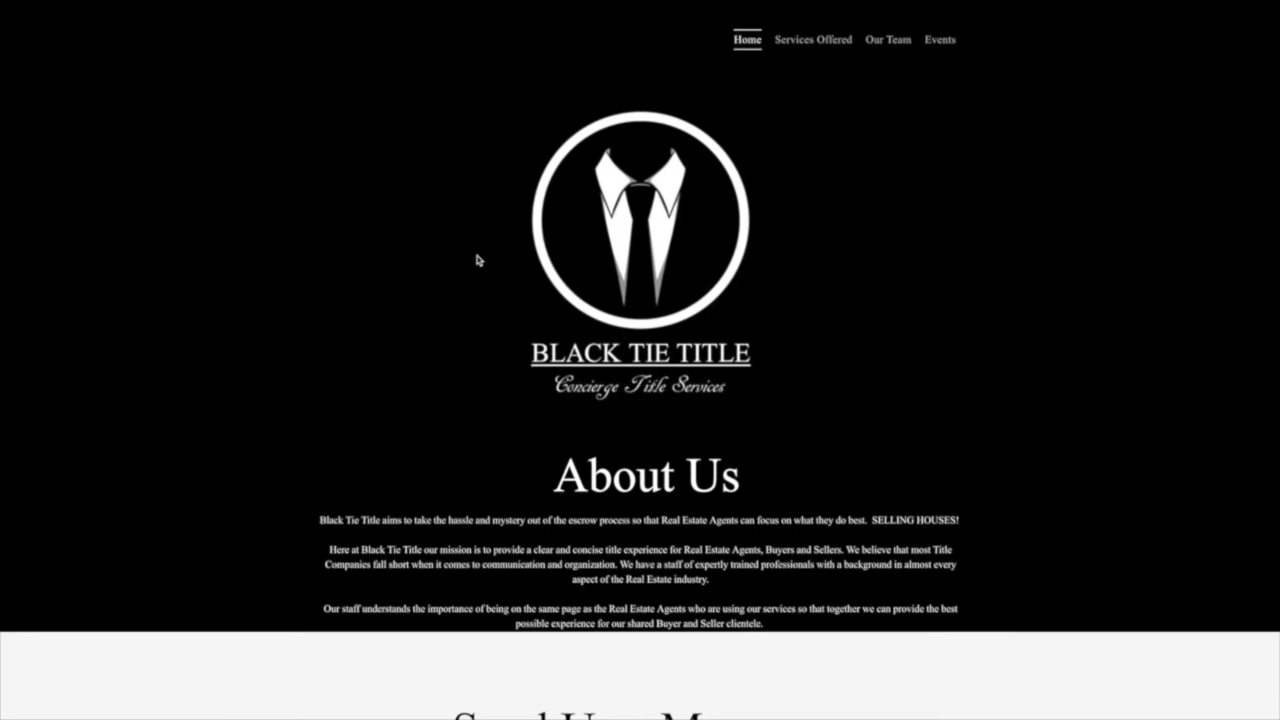 Home Services Offered Our Team Events
BLACK TIE TITLE
Concierge Title Services
About Us
Black Tie Title aims to take the hassle and mystery out of the escrow process so that Real Estate Agents can focus on what they do best. SELLING HOUSES!
Here at Black Tie Title our mission is to provide a clear and concise title experience for Real Estate Agents, Buyers and Sellers. We believe that most Title
Companies fall short when it comes to communication and organization. We have a staff of expertly trained professionals with a background in almost every
aspect of the Real Estate industry.
Our staff understands the importance of being on the same page as the Real Estate Agents who are using our services so that together we can provide the best
possible experience for our shared Buyer and Seller clientele.